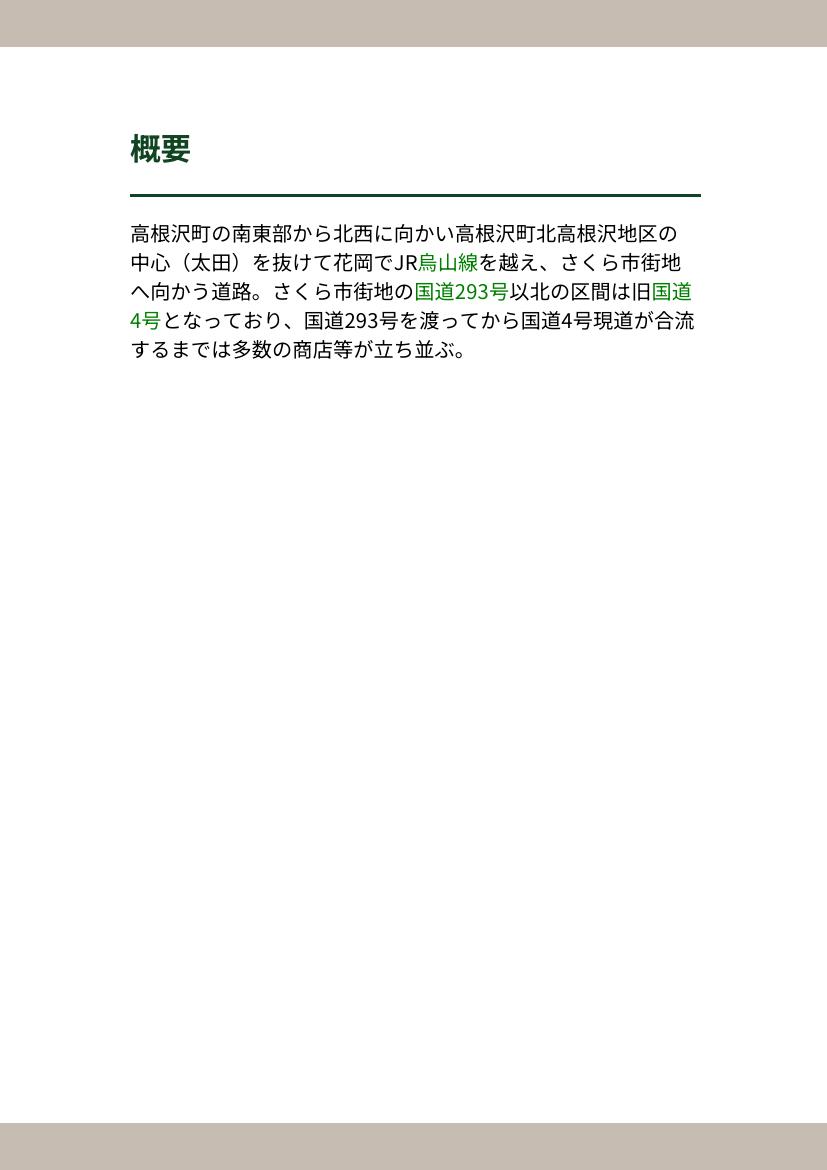 概要
高根沢町の南東部から北西に向かい高根沢町北高根沢地区の
中心（太田）を抜けて花岡でJR烏山線を越え、さくら市街地
へ向かう道路。さくら市街地の国道293号以北の区間は旧国道
4号となっており、国道293号を渡ってから国道4号現道が合流
するまでは多数の商店等が立ち並ぶ。